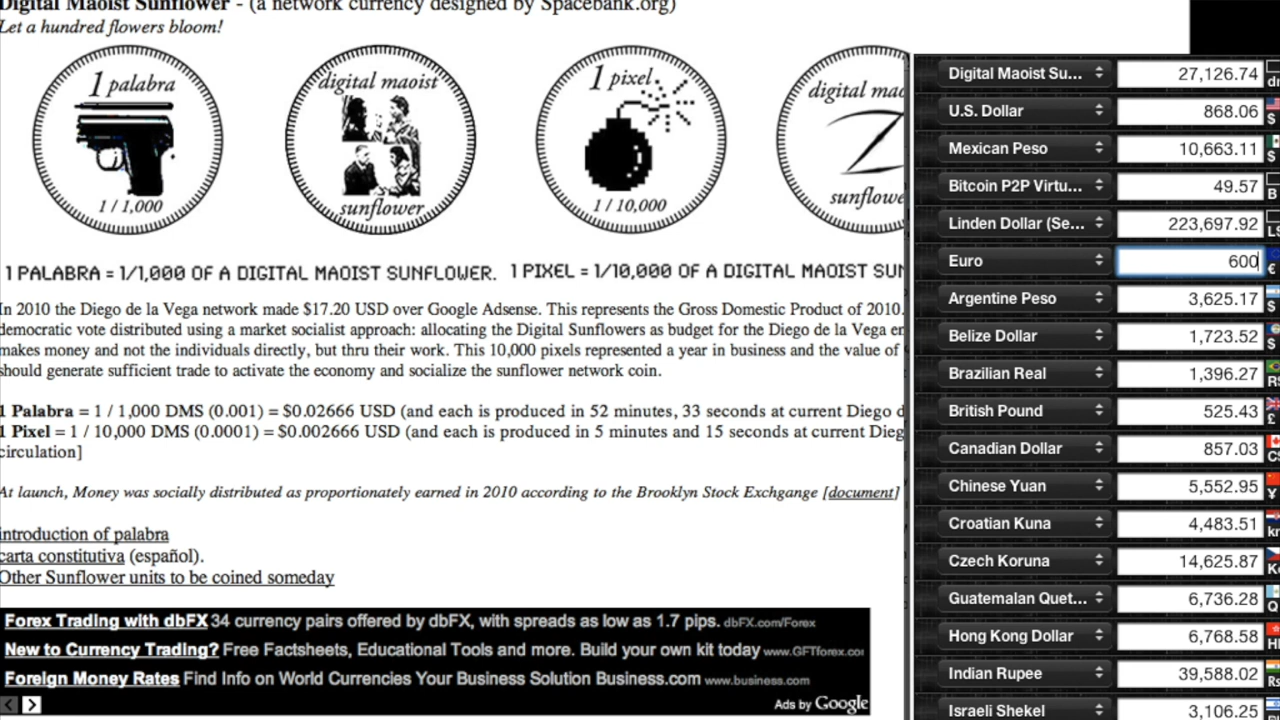 Digital Maoist Sunflower - (a network currency designed by Spacebank.org)
Let a hundred flowers bloom!
1 palabra
1 / 1,000
digital maoist
sunflower
1 pixel
1 / 10,000
digital mao
sunflowe
1 PALABRA = 1/1,000 OF A DIGITAL MAOIST SUNFLOWER. 1 PIXEL = 1/10,000 OF A DIGITAL MAOIST SUN
In 2010 the Diego de la Vega network made $17.20 USD over Google Adsense. This represents the Gross Domestic Product of 2010.
democratic vote distributed using a market socialist approach: allocating the Digital Sunflowers as budget for the Diego de la Vega en
makes money and not the individuals directly, but thru their work. This 10,000 pixels represented a year in business and the value of
should generate sufficient trade to activate the economy and socialize the sunflower network coin.
1 Palabra = 1 / 1,000 DMS (0.001) = $0.02666 USD (and each is produced in 52 minutes, 33 seconds at current Diego d
1 Pixel = 1 / 10,000 DMS (0.0001) = $0.002666 USD (and each is produced in 5 minutes and 15 seconds at current Dieg
circulation]
At launch, Money was socially distributed as proportionately earned in 2010 according to the Brooklyn Stock Exchgange [document]
introduction of palabra
carta constitutiva (español).
Other Sunflower units to be coined someday
Forex Trading with dbFX 34 currency pairs offered by dbFX, with spreads as low as 1.7 pips. dbFX.com/Forex
New to Currency Trading? Free Factsheets, Educational Tools and more. Build your own kit today www.GFTforex.co
Foreign Money Rates Find Info on World Currencies Your Business Solution Business.com www.business.com
Ads by Google
Digital Maoist Su... 27,126.74
U.S. Dollar 868.06 $
Mexican Peso 10,663.11 $
Bitcoin P2P Virtu... 49.57 B
Linden Dollar (Se... 223,697.92 L$
Euro 600 €
Argentine Peso 3,625.17 $
Belize Dollar 1,723.52 $
Brazilian Real 1,396.27 R$
British Pound 525.43 £
Canadian Dollar 857.03 C$
Chinese Yuan 5,552.95 ¥
Croatian Kuna 4,483.51 kn
Czech Koruna 14,625.87 Kč
Guatemalan Quet... 6,736.28 Q
Hong Kong Dollar 6,768.58 H
Indian Rupee 39,588.02 Rs
Israeli Shekel 3,106.25